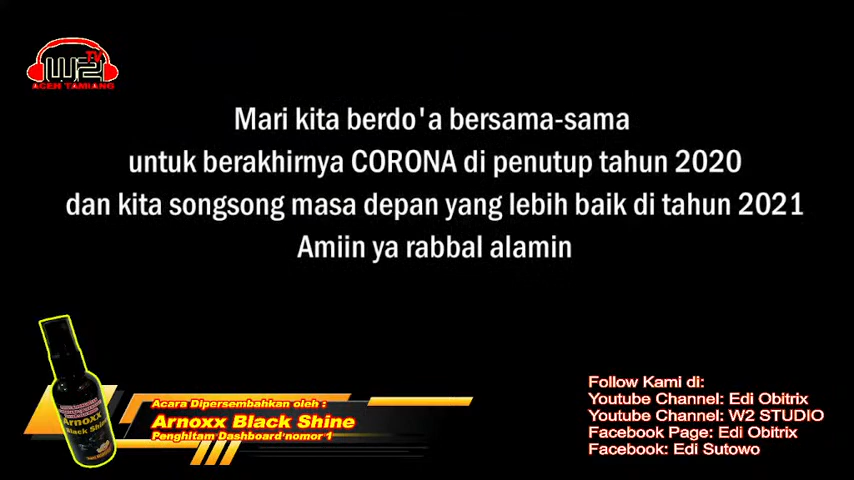 W2 TV
ACEH TAMIANG
Mari kita berdo'a bersama-sama
untuk berakhirnya CORONA di penutup tahun 2020
dan kita songsong masa depan yang lebih baik di tahun 2021
Amiin ya rabbal alamin
Arnoxx
Black Shine
Acara Dipersembahkan oleh :
Arnoxx Black Shine
Penghitam Dashboard nomor 1
Follow Kami di:
Youtube Channel: Edi Obitrix
Youtube Channel: W2 STUDIO
Facebook Page: Edi Obitrix
Facebook: Edi Sutowo